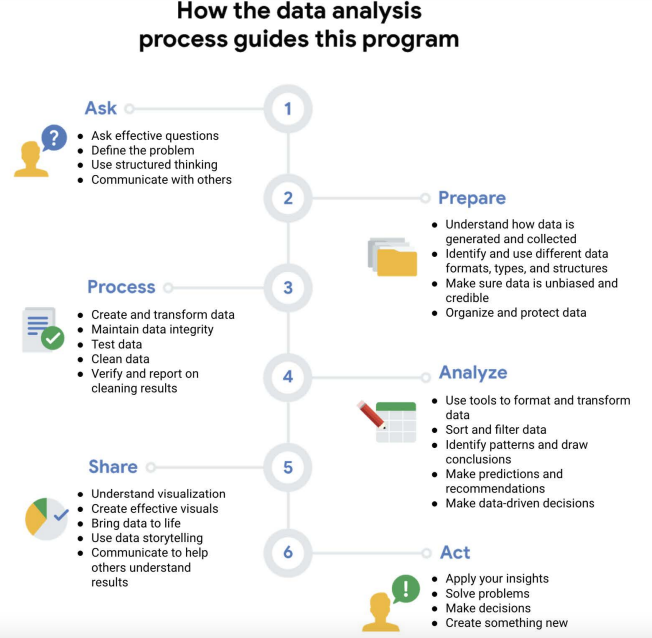 How the data analysis
process guides this program
Ask
1
? 
● Ask effective questions
● Define the problem
● Use structured thinking
● Communicate with others
2
Prepare
● Understand how data is
generated and collected
● Identify and use different data
formats, types, and structures
● Make sure data is unbiased and
credible
● Organize and protect data
Process
3
● Create and transform data
● Maintain data integrity
● Test data
● Clean data
● Verify and report on
cleaning results
4
Analyze
● Use tools to format and transform
data
● Sort and filter data
● Identify patterns and draw
conclusions
● Make predictions and
recommendations
● Make data-driven decisions
Share
5
● Understand visualization
● Create effective visuals
● Bring data to life
● Use data storytelling
● Communicate to help
others understand
results
6
Act
!
● Apply your insights
● Solve problems
● Make decisions
● Create something new